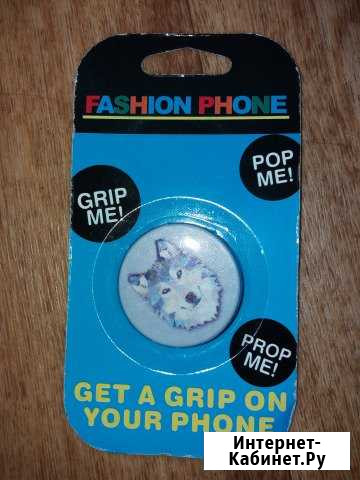 FASHION PHONE
POP
ME!
GRIP
ME!
PROP
ME!
GET A GRIP ON
YOUR PHONE
Интернет-
Кабинет.Ру